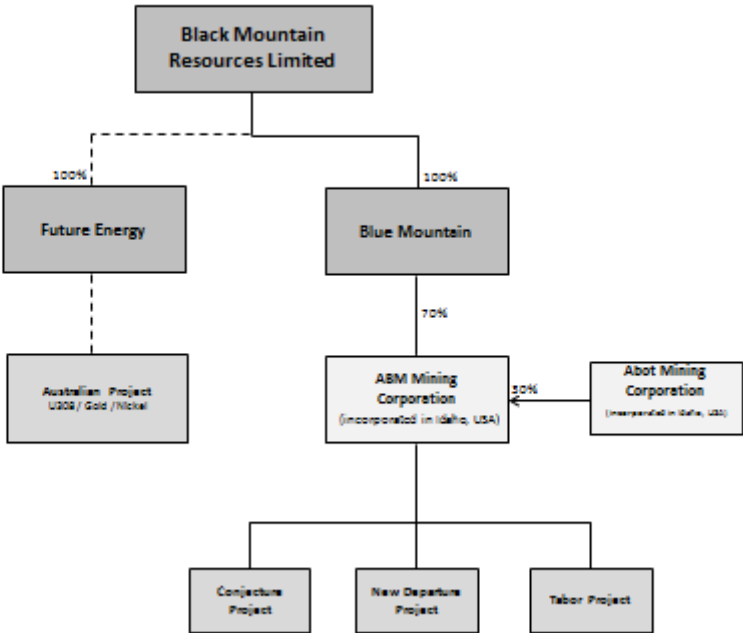 Black Mountain
Resources Limited
100%
100%
Future Energy
Blue Mountain
70%
Australian Project
U3O8 / Gold / Nickel
ABM Mining
Corporation
(incorporated in Idaho, USA)
30%
Abot Mining
Corporation
(incorporated in Idaho, USA)
Conjecture
Project
New Departure
Project
Tabor Project